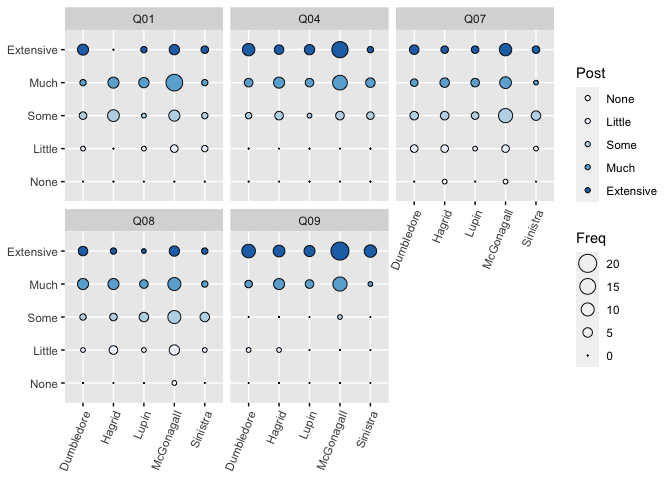 Q01 Q04 Q07
Extensive
Much
Some
Little
None
Dumbledore Hagrid Lupin McGonagall Sinistra
Q08 Q09
Extensive
Much
Some
Little
None
Dumbledore Hagrid Lupin McGonagall Sinistra Dumbledore Hagrid Lupin McGonagall Sinistra
Post
None
Little
Some
Much
Extensive
Freq
20
15
10
5
0